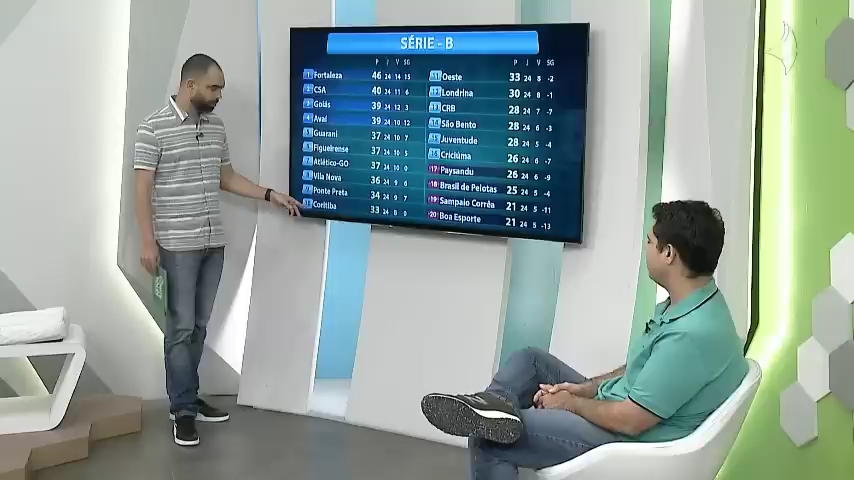 SÉRIE - B
P J V SG
1 Fortaleza 46 24 14 15
2 CSA 40 24 11 6
3 Goiás 39 24 12 3
4 Avaí 39 24 10 12
5 Guarani 37 24 10 7
6 Figueirense 37 24 10 5
7 Atlético-GO 37 24 10 0
8 Vila Nova 36 24 9 6
9 Ponte Preta 34 24 9 7
10 Coritiba 33 24 8 0
P J V SG
11 Oeste 33 24 8 -2
12 Londrina 30 24 8 -1
13 CRB 28 24 7 -3
14 São Bento 28 24 6 -3
15 Juventude 28 24 5 -4
16 Criciúma 26 24 6 -7
17 Paysandu 26 24 6 -9
18 Brasil de Pelotas 25 24 5 -4
19 Sampaio Corrêa 21 24 5 -11
20 Boa Esporte 21 24 5 -13